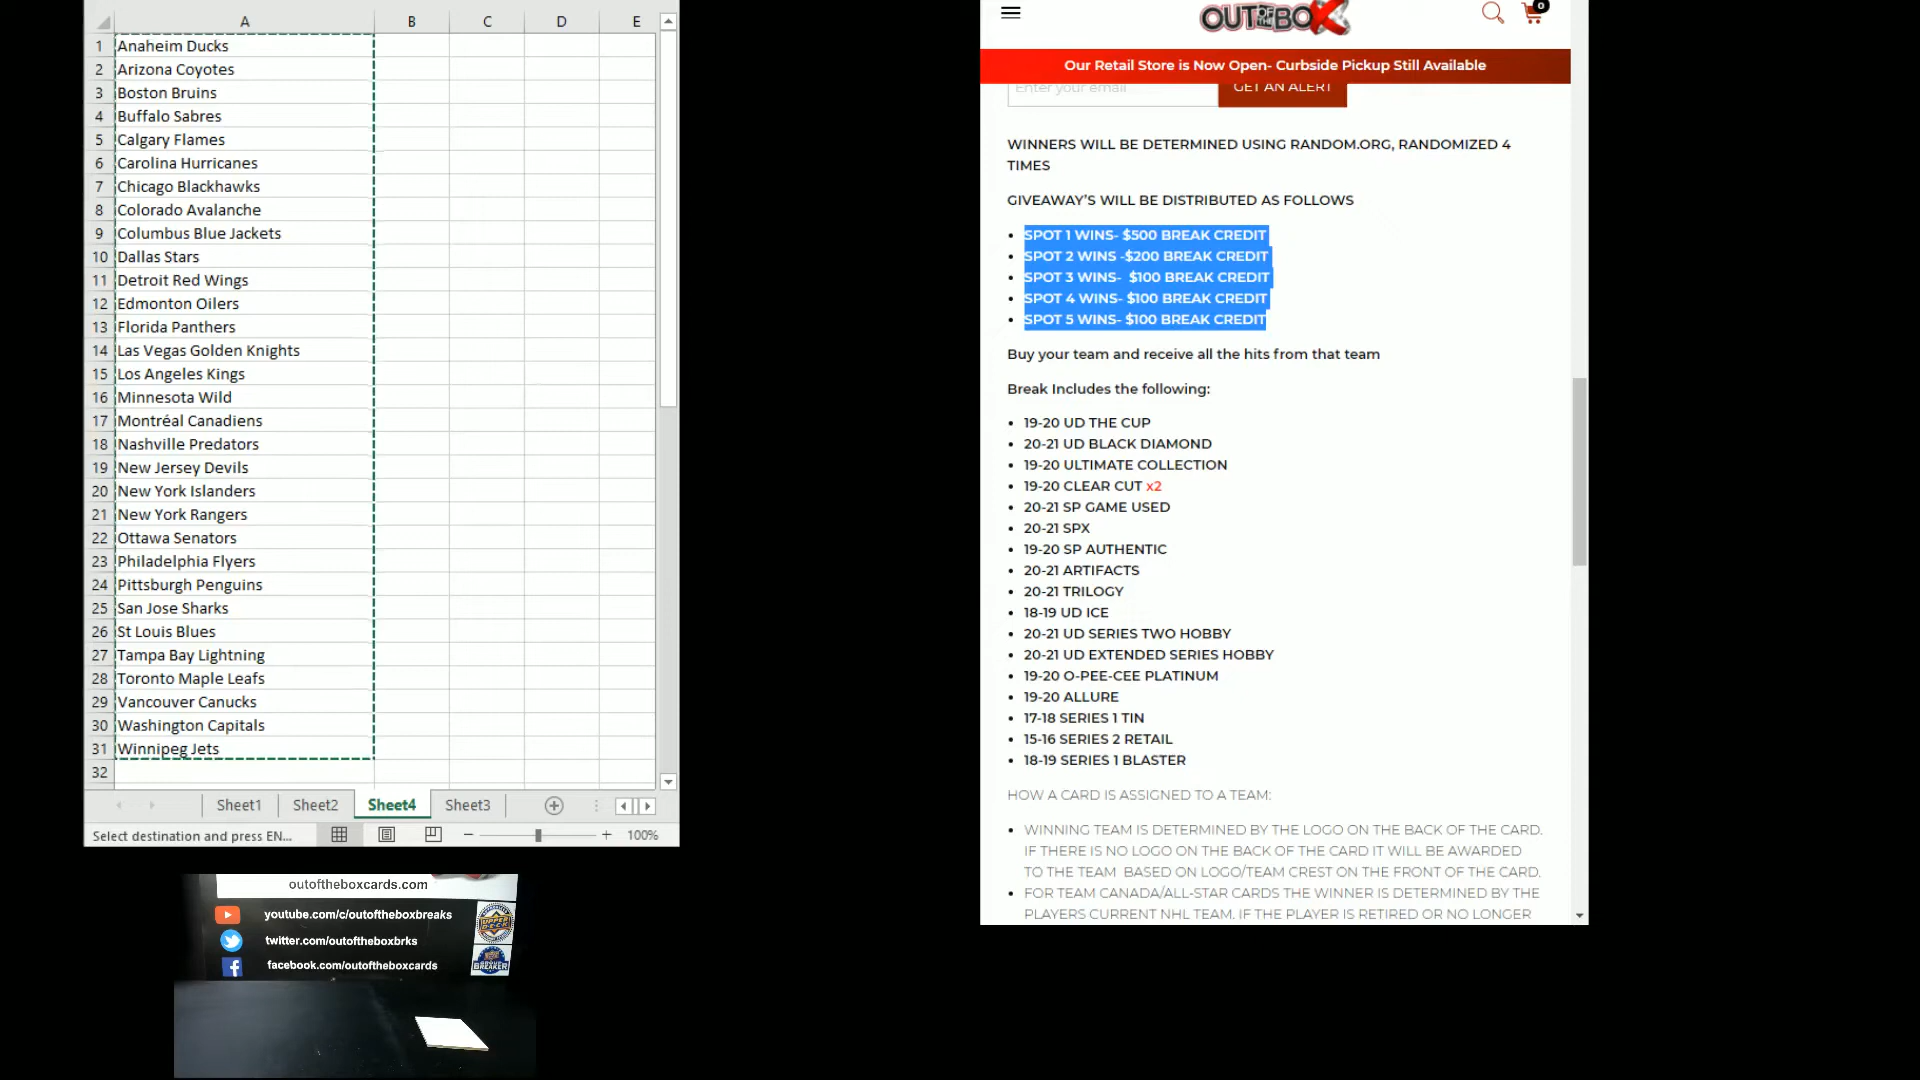 A B C D E
1 Anaheim Ducks
2 Arizona Coyotes
3 Boston Bruins
4 Buffalo Sabres
5 Calgary Flames
6 Carolina Hurricanes
7 Chicago Blackhawks
8 Colorado Avalanche
9 Columbus Blue Jackets
10 Dallas Stars
11 Detroit Red Wings
12 Edmonton Oilers
13 Florida Panthers
14 Las Vegas Golden Knights
15 Los Angeles Kings
16 Minnesota Wild
17 Montréal Canadiens
18 Nashville Predators
19 New Jersey Devils
20 New York Islanders
21 New York Rangers
22 Ottawa Senators
23 Philadelphia Flyers
24 Pittsburgh Penguins
25 San Jose Sharks
26 St Louis Blues
27 Tampa Bay Lightning
28 Toronto Maple Leafs
29 Vancouver Canucks
30 Washington Capitals
31 Winnipeg Jets
32
Sheet1 Sheet2 Sheet4 Sheet3
Select destination and press EN... 100%
outoftheboxcards.com
youtube.com/c/outoftheboxbreaks
twitter.com/outoftheboxbrks
facebook.com/outoftheboxcards
UPPER DECK
GROUP BREAKER
OUT OF THE BOX 0
Our Retail Store is Now Open- Curbside Pickup Still Available
Enter your email GET AN ALERT
WINNERS WILL BE DETERMINED USING RANDOM.ORG, RANDOMIZED 4
TIMES
GIVEAWAY'S WILL BE DISTRIBUTED AS FOLLOWS
• SPOT 1 WINS- $500 BREAK CREDIT
• SPOT 2 WINS -$200 BREAK CREDIT
• SPOT 3 WINS-  $100 BREAK CREDIT
• SPOT 4 WINS- $100 BREAK CREDIT
• SPOT 5 WINS- $100 BREAK CREDIT
Buy your team and receive all the hits from that team
Break Includes the following:
• 19-20 UD THE CUP
• 20-21 UD BLACK DIAMOND
• 19-20 ULTIMATE COLLECTION
• 19-20 CLEAR CUT x2
• 20-21 SP GAME USED
• 20-21 SPX
• 19-20 SP AUTHENTIC
• 20-21 ARTIFACTS
• 20-21 TRILOGY
• 18-19 UD ICE
• 20-21 UD SERIES TWO HOBBY
• 20-21 UD EXTENDED SERIES HOBBY
• 19-20 O-PEE-CEE PLATINUM
• 19-20 ALLURE
• 17-18 SERIES 1 TIN
• 15-16 SERIES 2 RETAIL
• 18-19 SERIES 1 BLASTER
HOW A CARD IS ASSIGNED TO A TEAM:
• WINNING TEAM IS DETERMINED BY THE LOGO ON THE BACK OF THE CARD.
IF THERE IS NO LOGO ON THE BACK OF THE CARD IT WILL BE AWARDED
TO THE TEAM  BASED ON LOGO/TEAM CREST ON THE FRONT OF THE CARD.
• FOR TEAM CANADA/ALL-STAR CARDS THE WINNER IS DETERMINED BY THE
PLAYERS CURRENT NHL TEAM. IF THE PLAYER IS RETIRED OR NO LONGER